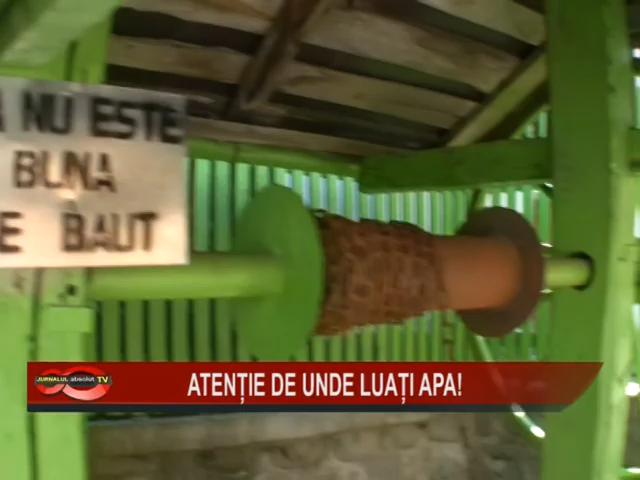 NU ESTE
BUNA
BAUT
JURNALUL absolut TV
ATENȚIE DE UNDE LUAȚI APA!